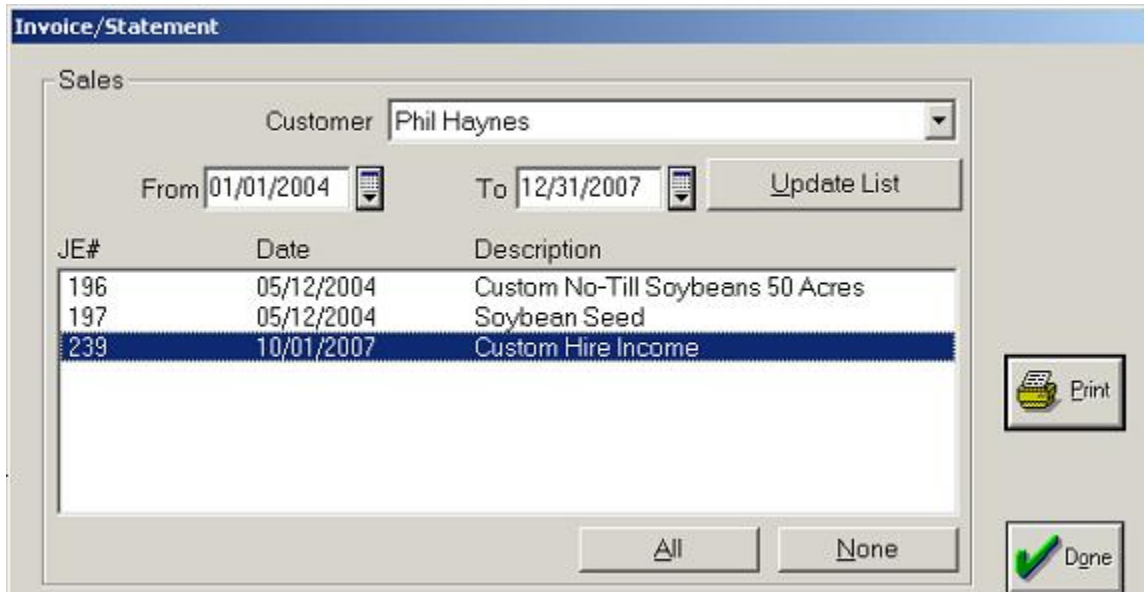 Invoice/Statement
Sales
Customer Phil Haynes
From 01/01/2004 To 12/31/2007 Update List
JE# Date Description
196 05/12/2004 Custom No-Till Soybeans 50 Acres
197 05/12/2004 Soybean Seed
239 10/01/2007 Custom Hire Income
Print
All None
Done